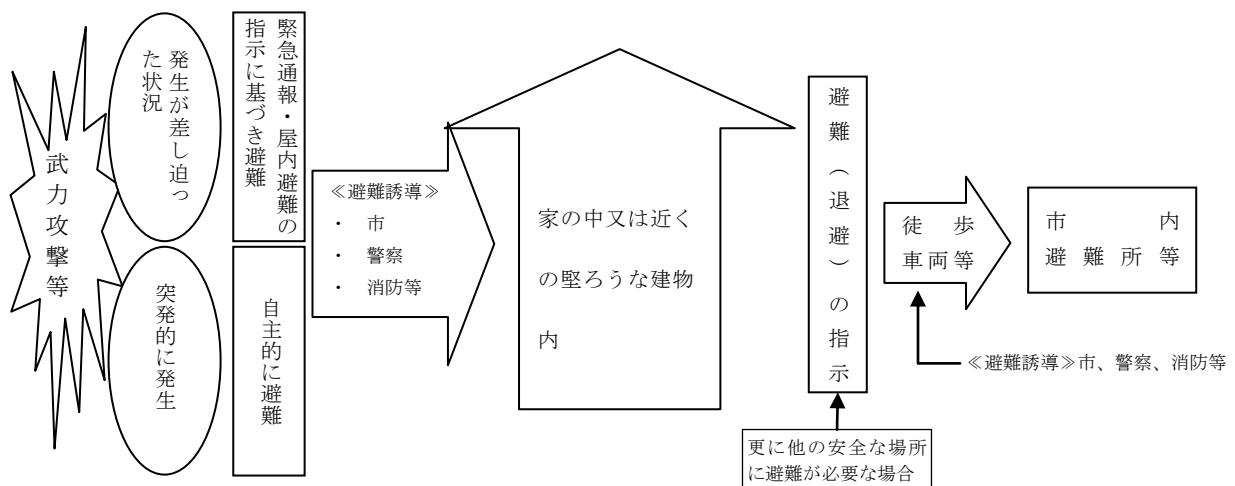 武力攻撃等
発生が差し迫っ
た状況
突発的に発生
緊急通報・屋内避難の
指示に基づき避難
自主的に避難
≪避難誘導≫
・ 市
・ 警察
・ 消防等
家の中又は近く
の堅ろうな建物
内
避難（退避）の指示
更に他の安全な場所
に避難が必要な場合
徒歩
車両等
≪避難誘導≫市、警察、消防等
市内
避難所等